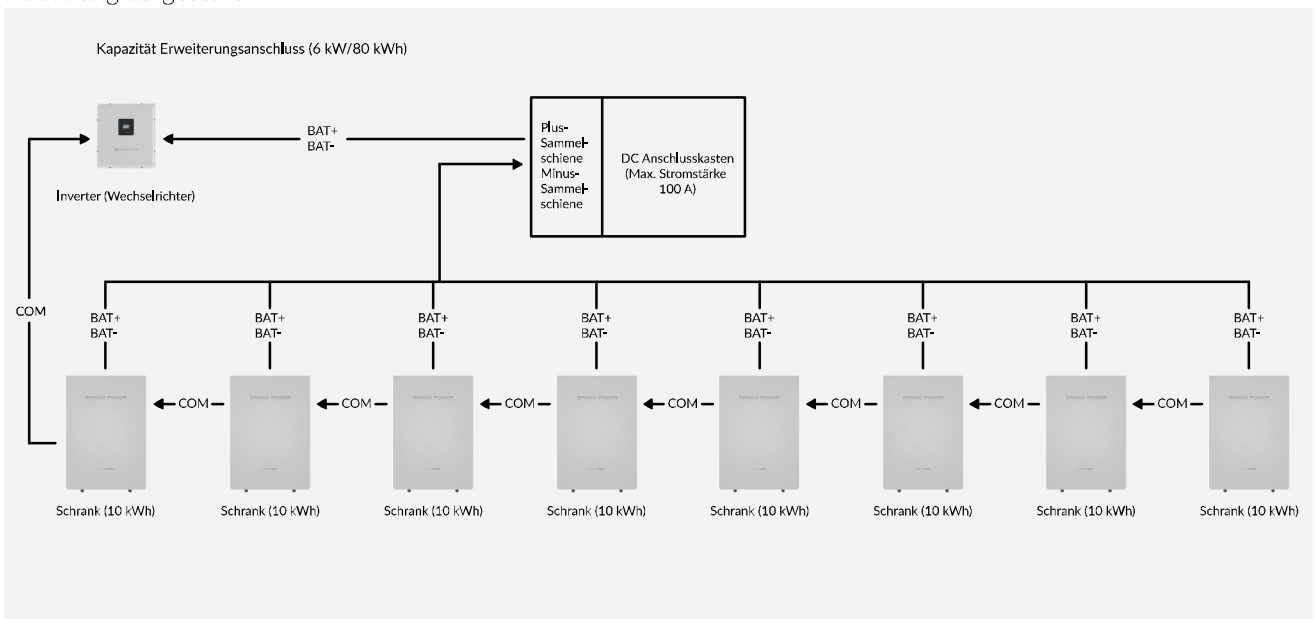 Kapazität Erweiterungsanschluss (6 kW/80 kWh)
BAT+
BAT-
Plus-
Sammel-
schiene
Minus-
Sammel-
schiene
DC Anschlusskasten
(Max. Stromstärke
100 A)
Inverter (Wechselrichter)
COM
BAT+
BAT-
BAT+
BAT-
BAT+
BAT-
BAT+
BAT-
BAT+
BAT-
BAT+
BAT-
BAT+
BAT-
BAT+
BAT-
COM
COM
COM
COM
COM
COM
COM
Schrank (10 kWh)
Schrank (10 kWh)
Schrank (10 kWh)
Schrank (10 kWh)
Schrank (10 kWh)
Schrank (10 kWh)
Schrank (10 kWh)
Schrank (10 kWh)